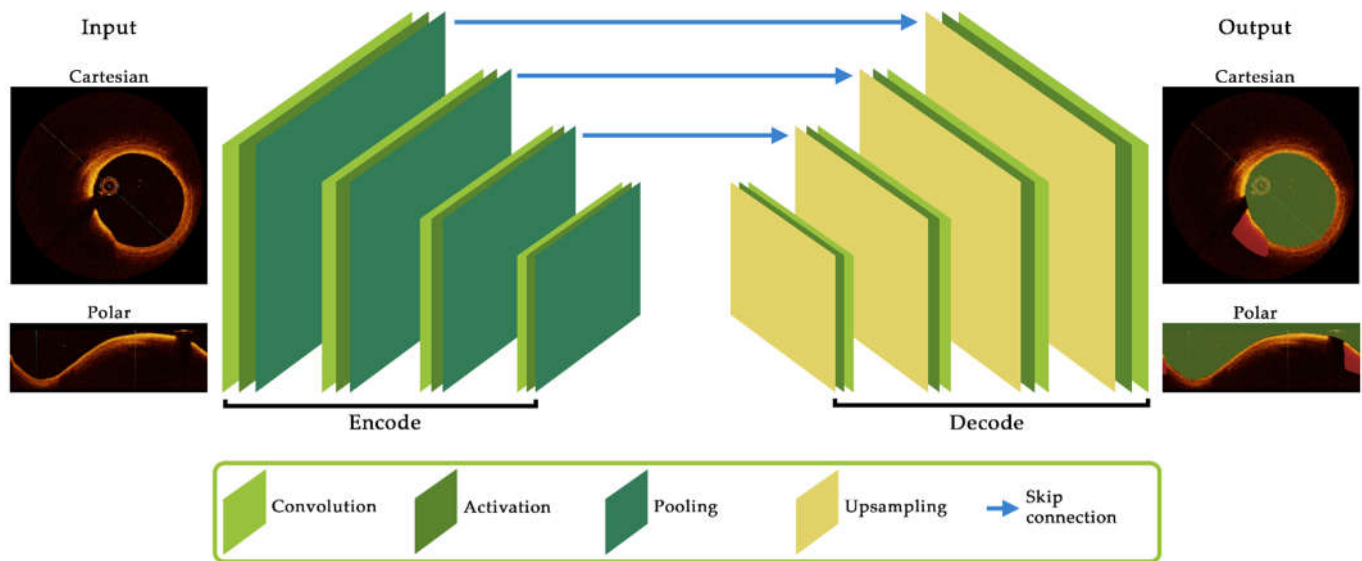 Input
Cartesian
Polar
Encode
Decode
Output
Cartesian
Polar
Convolution
Activation
Pooling
Upsampling
Skip
connection